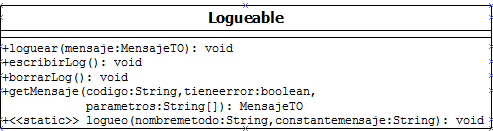 Logueable
+loguear(mensaje:MensajeTO): void
+escribirLog(): void
+borrarLog(): void
+getMensaje(codigo:String,tieneerror:boolean,
parametros:String[]): MensajeTO
+<<static>> logueo(nombremetodo:String,constantemensaje:String): void